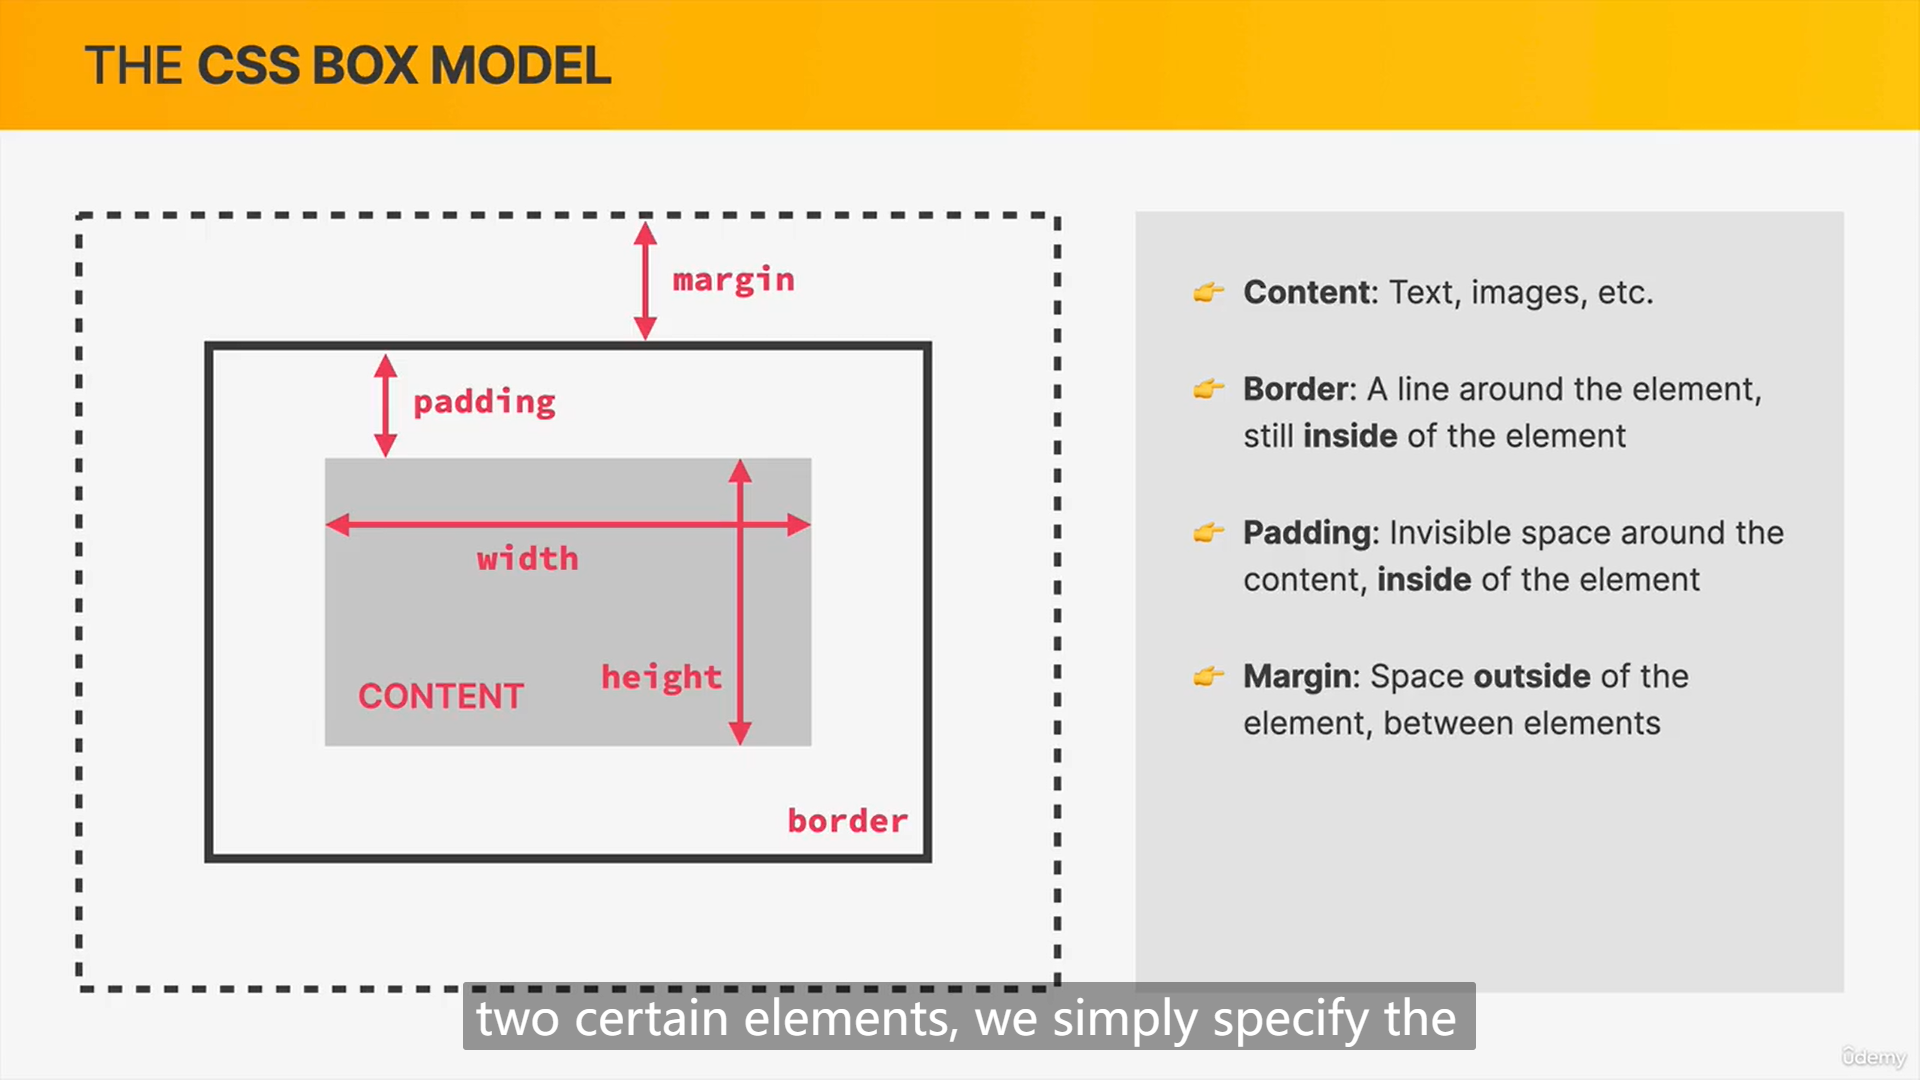 THE CSS BOX MODEL
margin
padding
width
height
CONTENT
border
👉 Content: Text, images, etc.
👉 Border: A line around the element,
still inside of the element
👉 Padding: Invisible space around the
content, inside of the element
👉 Margin: Space outside of the
element, between elements
two certain elements, we simply specify the
ûdemy